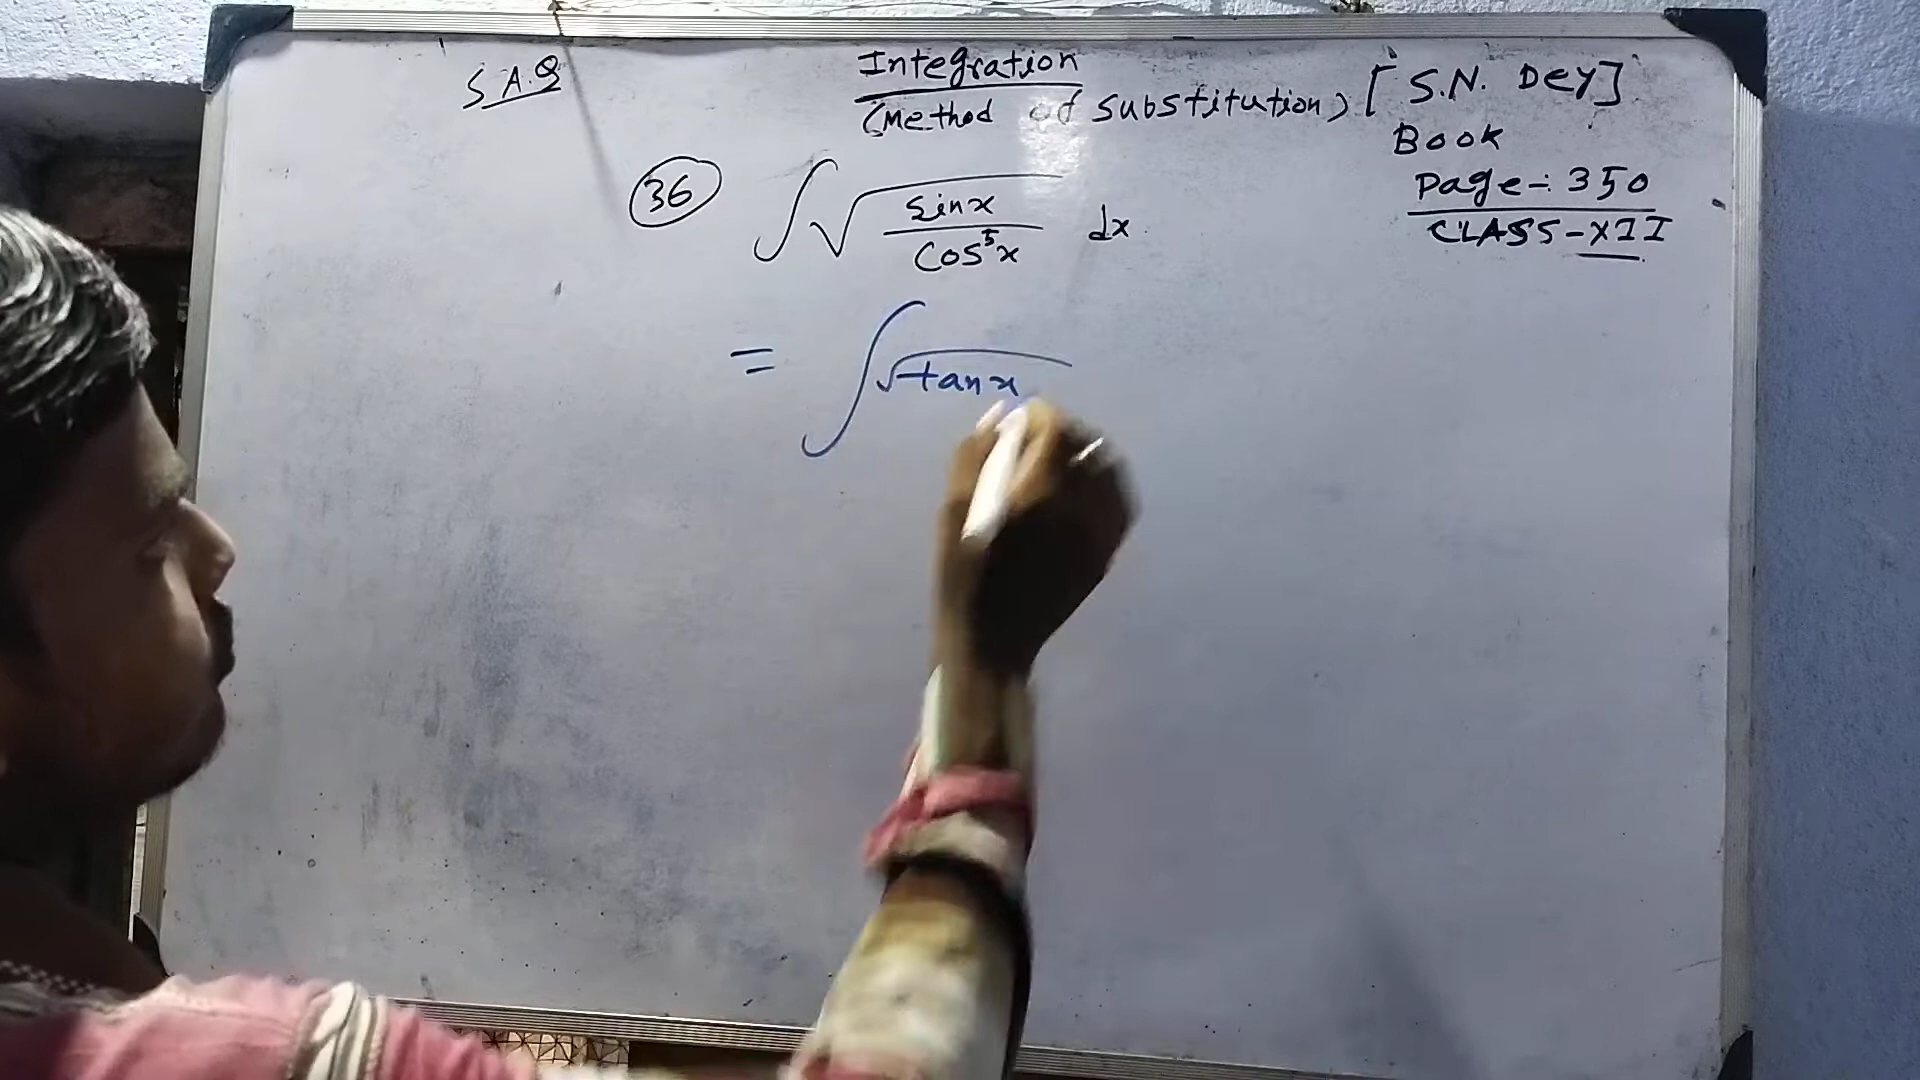 S.A.Q
Integration
(Method of Substitution) [S.N. Dey]
Book
Page-: 350
CLASS-XII
(36) ∫√(sinx / Cos⁵x) dx
= ∫√tanx